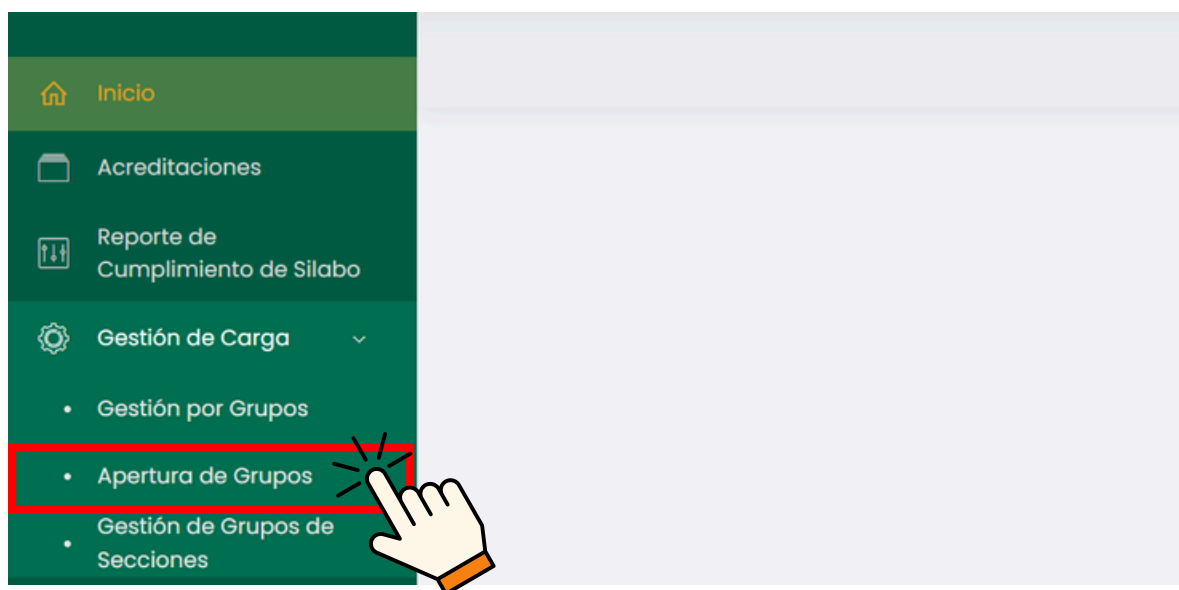 Inicio
Acreditaciones
Reporte de
Cumplimiento de Silabo
Gestión de Carga
• Gestión por Grupos
• Apertura de Grupos
• Gestión de Grupos de
Secciones